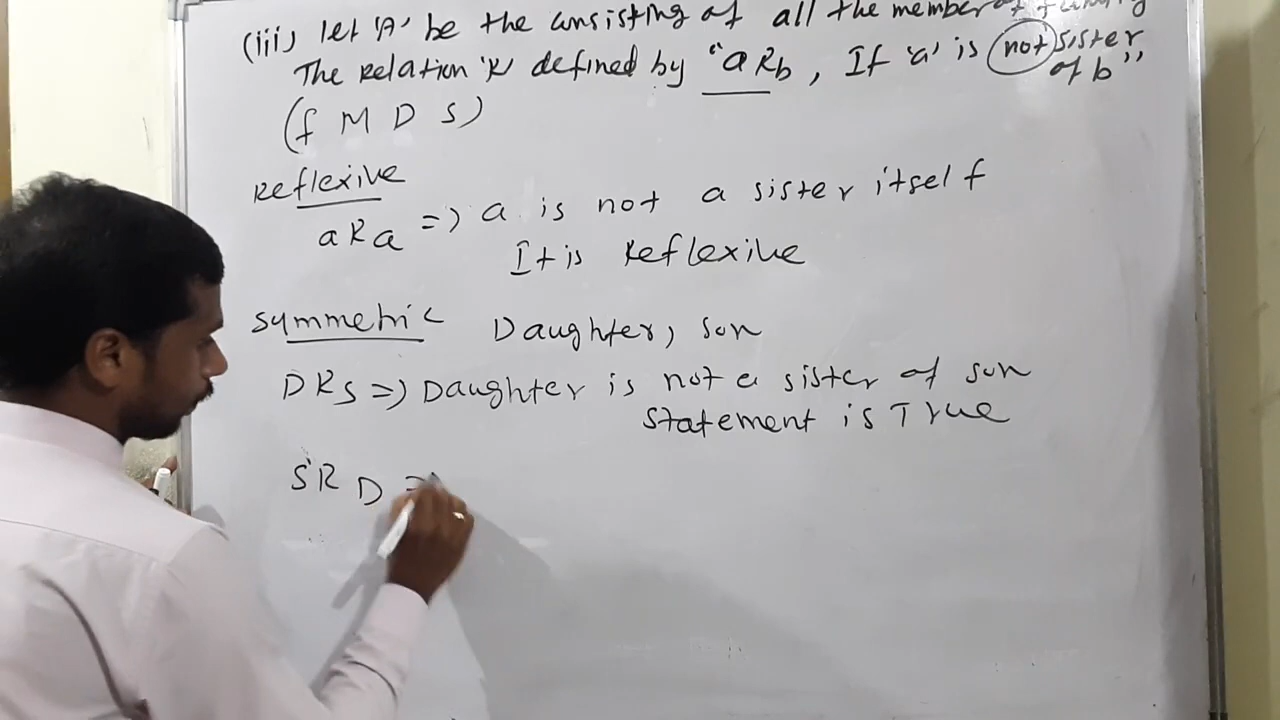 (iii) let 'A' be the consisting of all the member of family
The Relation 'R' defined by "aRb, If 'a' is not sister of b"
(f M D S)
Reflexive
aRa => a is not a sister itself
It is Reflexive
Symmetric Daughter, son
DRS => Daughter is not a sister of son
Statement is True
SRD =